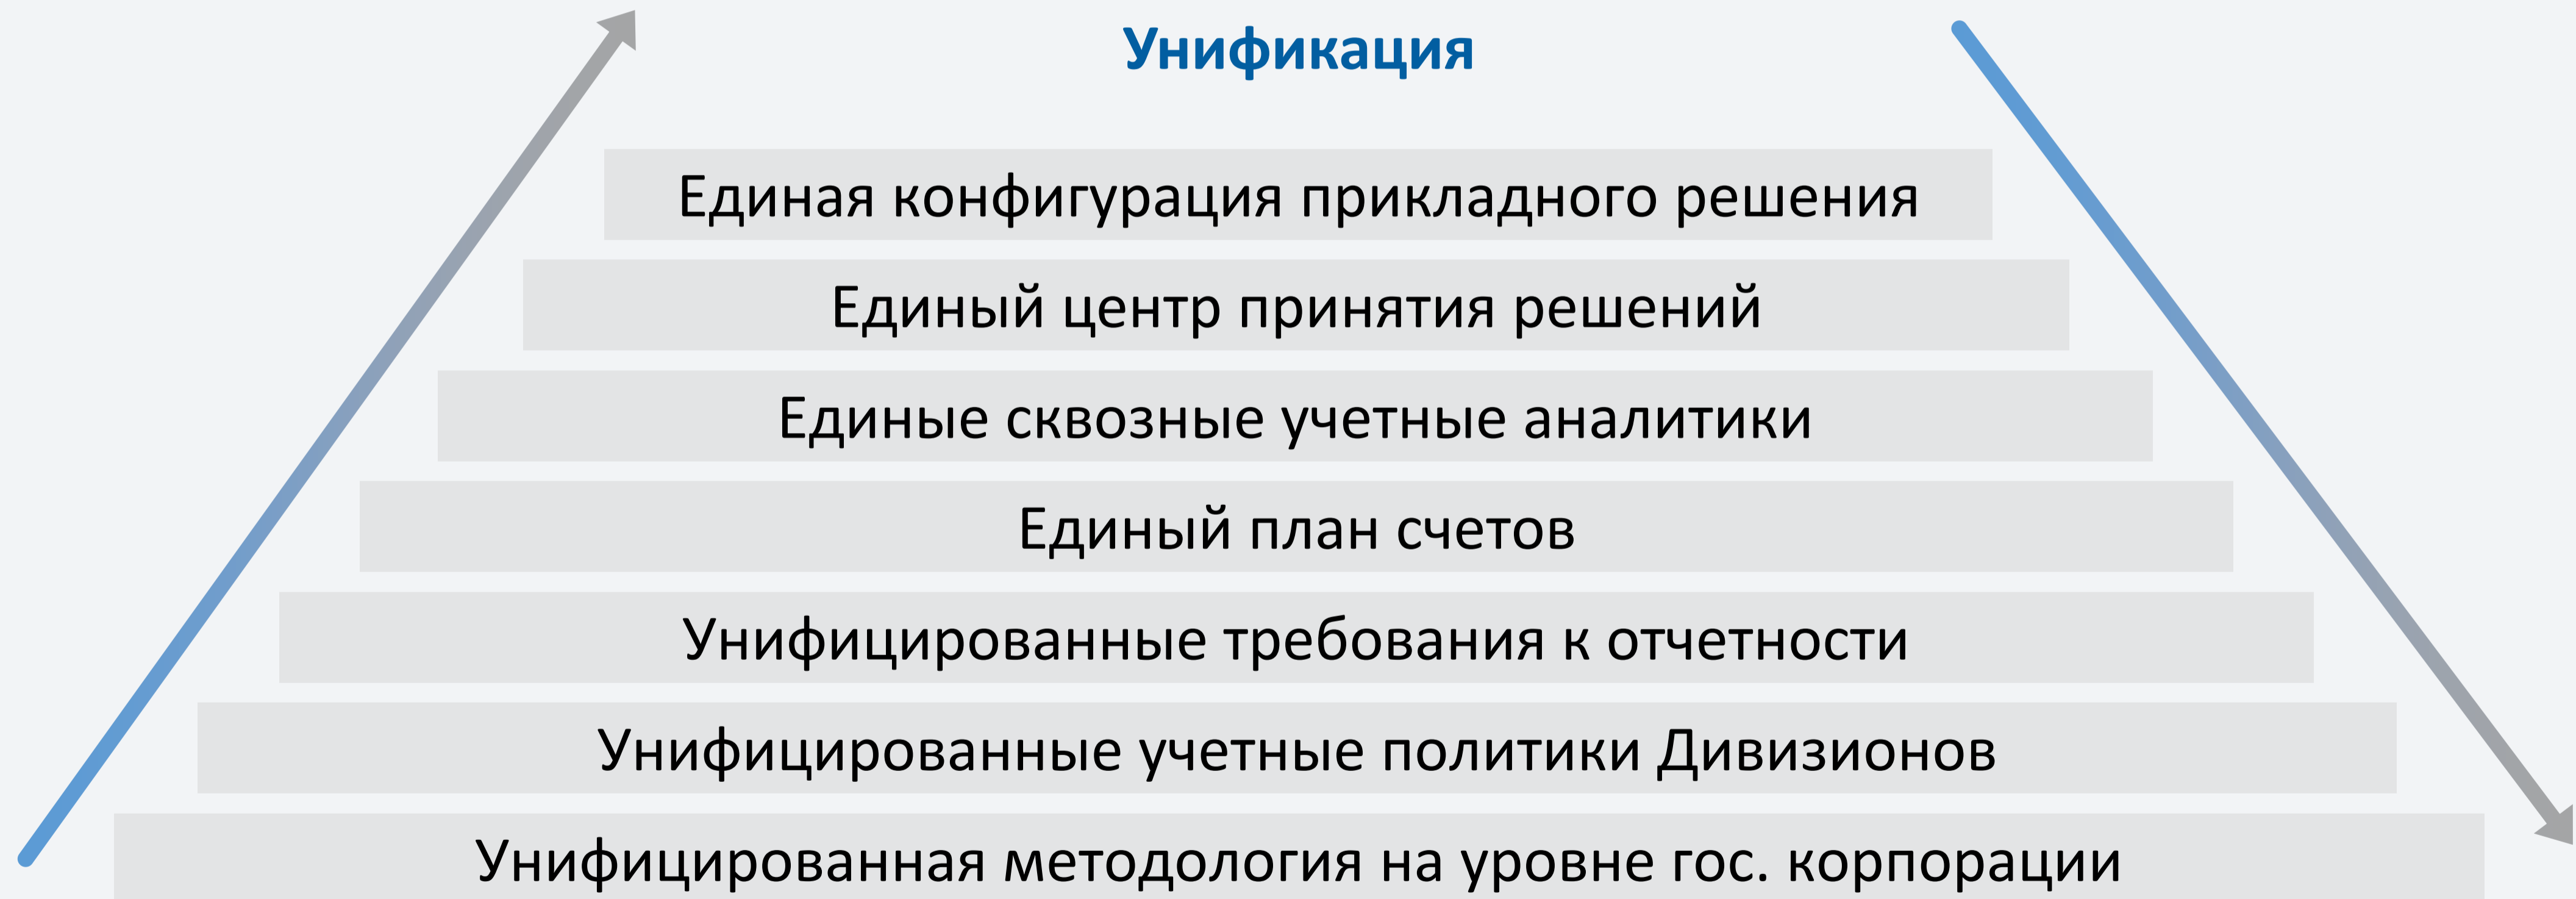 Унификация
Единая конфигурация прикладного решения
Единый центр принятия решений
Единые сквозные учетные аналитики
Единый план счетов
Унифицированные требования к отчетности
Унифицированные учетные политики Дивизионов
Унифицированная методология на уровне гос. корпорации